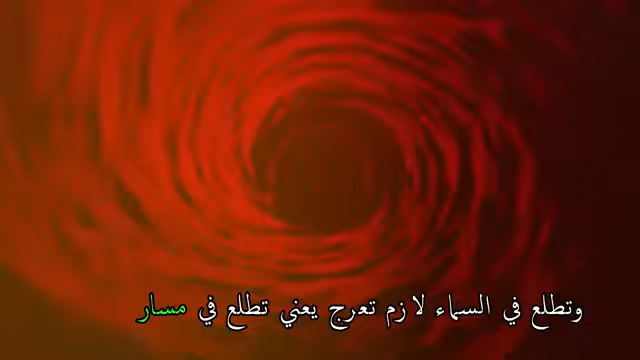 وتطلع في السماء لازم تعرج يعني تطلع في مسار